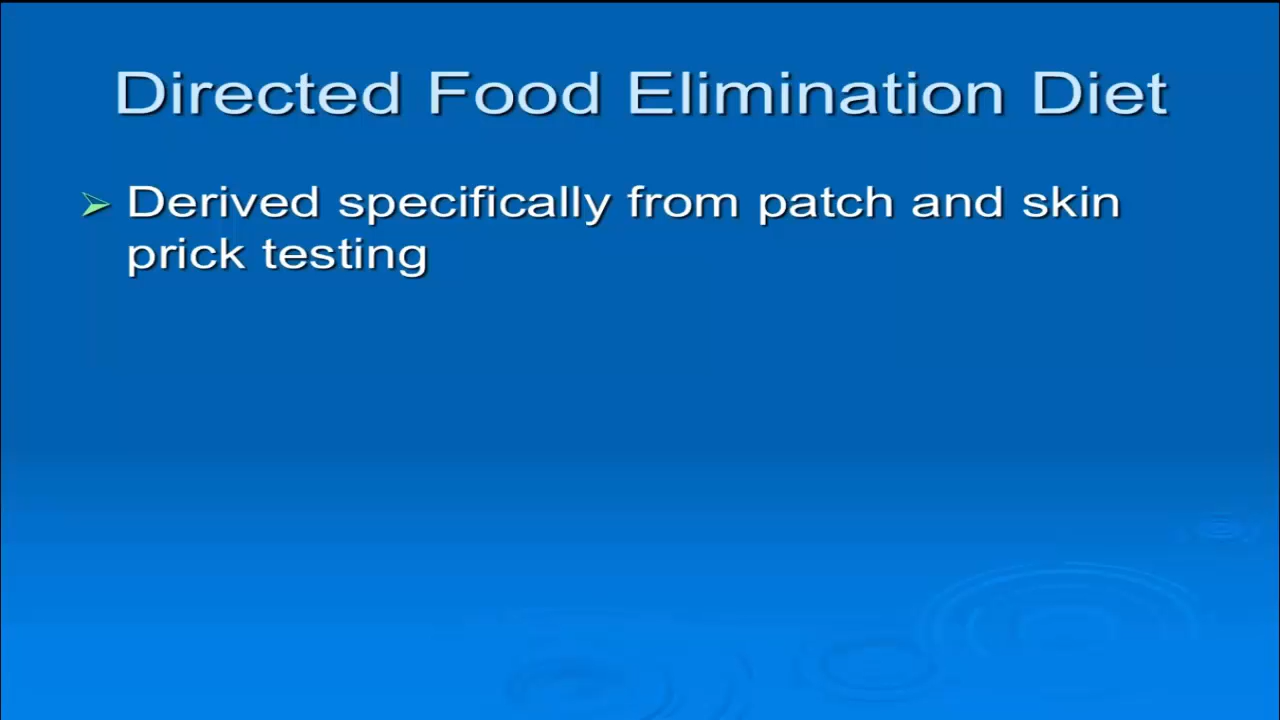 Directed Food Elimination Diet
Derived specifically from patch and skin
prick testing